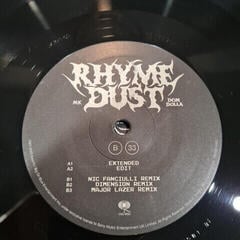 RHYME
DUST
MK
DOM
DOLLA
B 33
A1 EXTENDED
A2 EDIT
B1 NIC FANCIULLI REMIX
B2 DIMENSION REMIX
B3 MAJOR LAZER REMIX